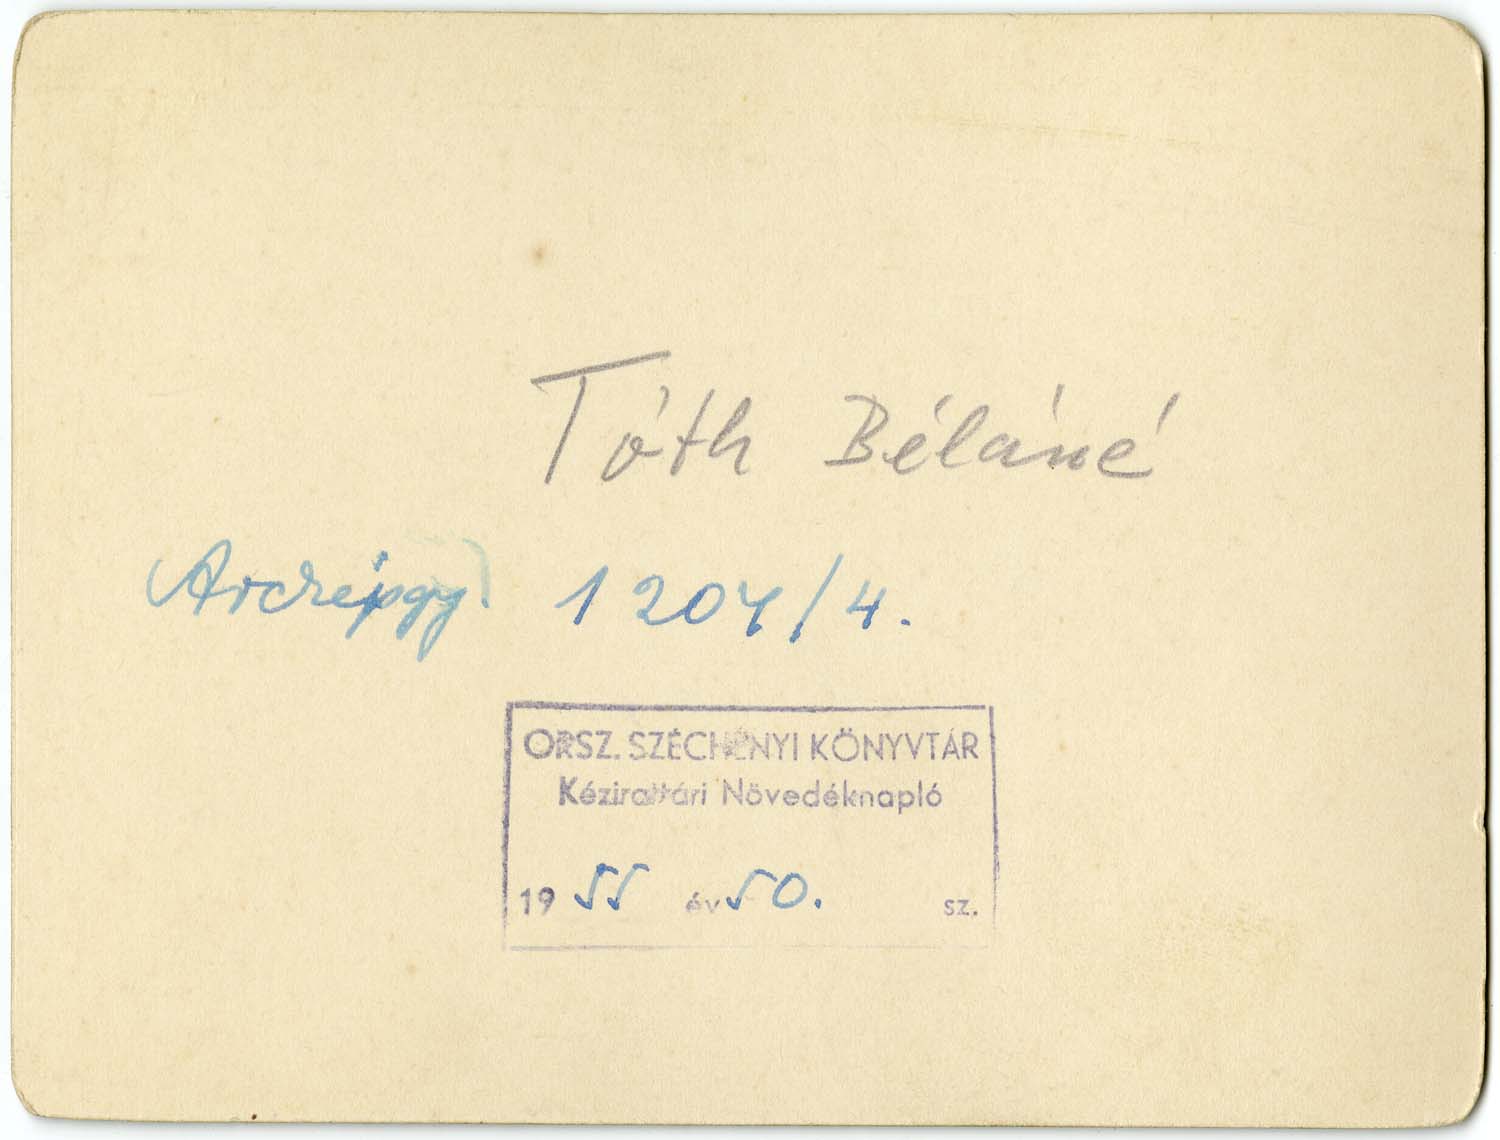 Tóth Béláné
Arcképgy. 1204/4.
ORSZ. SZÉCHÉNYI KÖNYVTÁR
Kézirattári Növedéknapló
1955 év 50. sz.